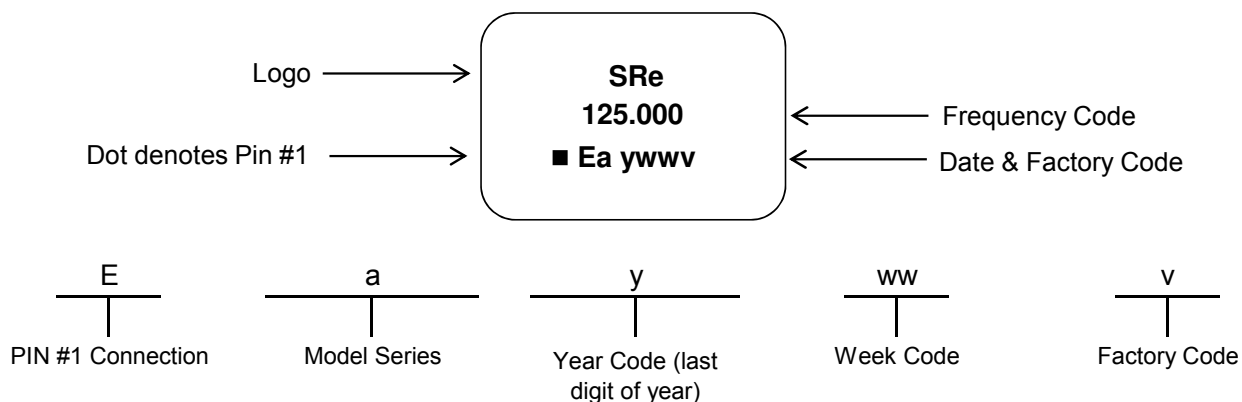 Logo
SRe
125.000
Frequency Code
Dot denotes Pin #1
■ Ea ywwv
Date & Factory Code
E
a
y
ww
v
PIN #1 Connection
Model Series
Year Code (last
digit of year)
Week Code
Factory Code